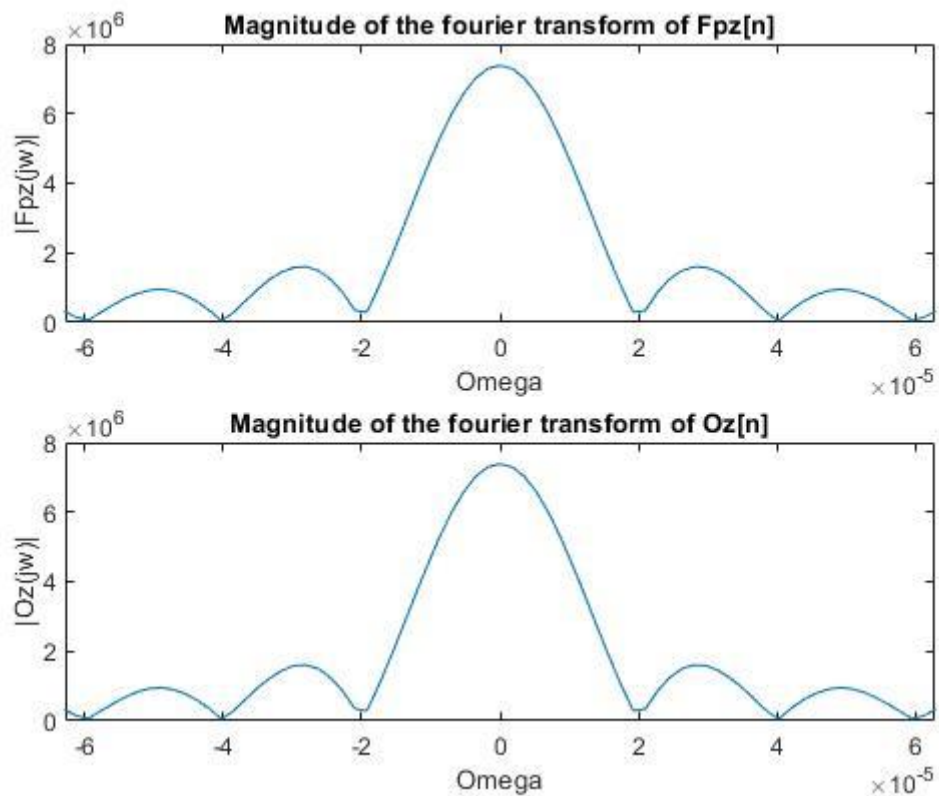 ×10^6
Magnitude of the fourier transform of Fpz[n]
8
6
4
2
0
|Fpz(jw)|
-6 -4 -2 0 2 4 6
Omega
×10^-5
×10^6
Magnitude of the fourier transform of Oz[n]
8
6
4
2
0
|Oz(jw)|
-6 -4 -2 0 2 4 6
Omega
×10^-5